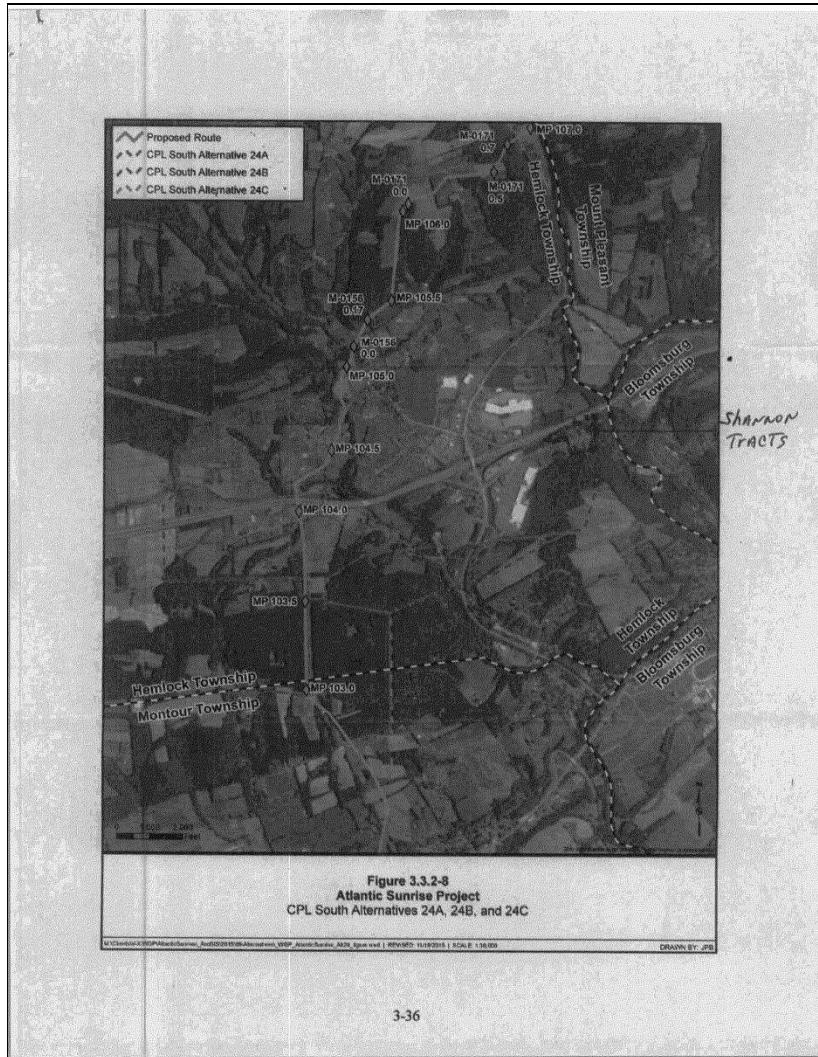 Proposed Route
CPL South Alternative 24A
CPL South Alternative 24B
CPL South Alternative 24C
MP 107.0
M-0171
0.7
M-0171
0.5
M-0171
0.0
MP 106.0
Hemlock Township
Mount Pleasant
Township
MP 105.5
M-0156
0.17
M-0156
0.0
MP 105.0
Bloomsburg
Township
SHANNON
TRACTS
MP 104.5
MP 104.0
MP 103.5
Hemlock
Township
Bloomsburg
Township
Hemlock Township
MP 103.0
Montour Township
0
2,000
Feet
Figure 3.3.2-8
Atlantic Sunrise Project
CPL South Alternatives 24A, 24B, and 24C
DRAWN BY: JPB
3-36